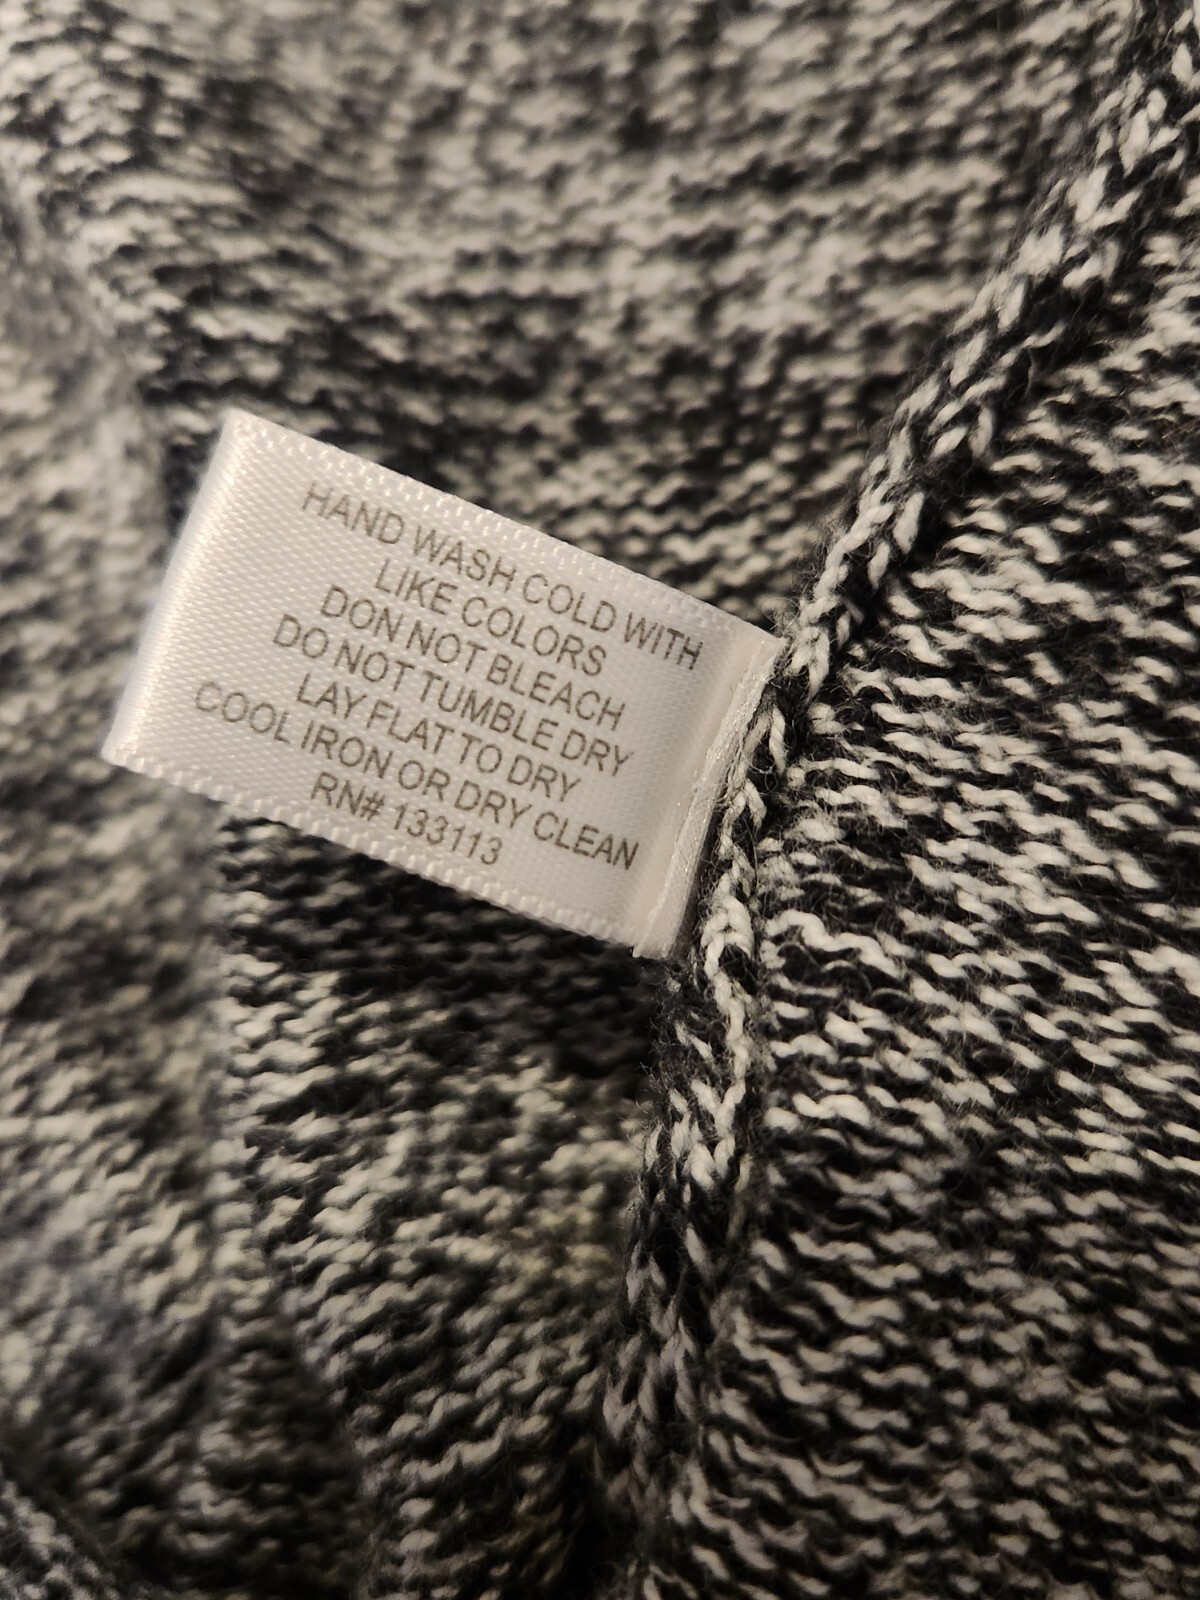 HAND WASH COLD WITH
LIKE COLORS
DON NOT BLEACH
DO NOT TUMBLE DRY
LAY FLAT TO DRY
COOL IRON OR DRY CLEAN
RN# 133113